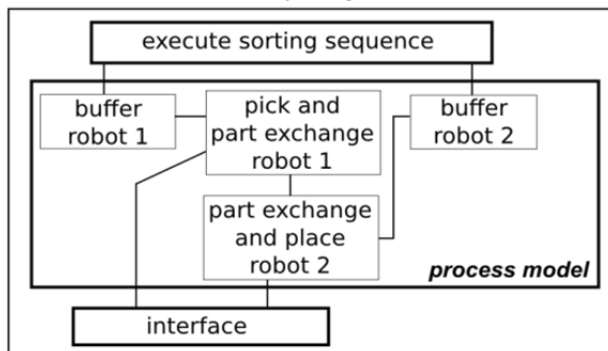 execute sorting sequence
buffer
robot 1
pick and
part exchange
robot 1
buffer
robot 2
part exchange
and place
robot 2
process model
interface